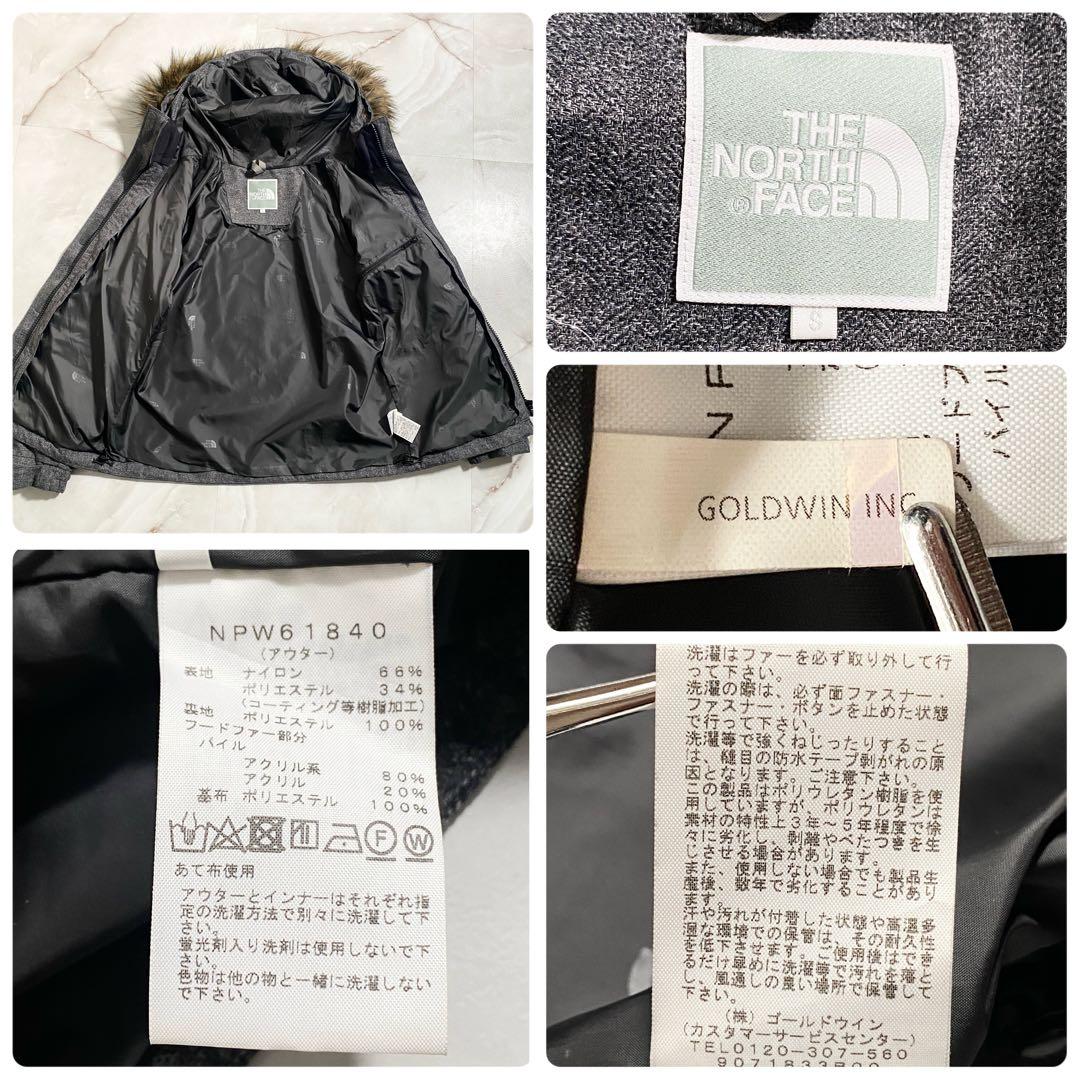 THE
NORTH
FACE
THE
NORTH
FACE
S
GOLDWIN INC
NPW61840
(アウター)
表地 ナイロン 66%
ポリエステル 34%
(コーティング等樹脂加工)
裏地 ポリエステル 100%
フードファー部分
パイル
アクリル系 80%
アクリル 20%
基布 ポリエステル 100%
F W
あて布使用
アウターとインナーはそれぞれ指
定の洗濯方法で別々に洗濯して下
さい。
蛍光剤入り洗剤は使用しないで下
さい。
色物は他の物と一緒に洗濯しない
で下さい。
洗濯はファーを必ず取り外して行
って下さい。
洗濯の際は、必ず面ファスナー・
ファスナー・ボタンを止めた状態
で行って下さい。
洗濯等で強くねじったりすること
は、縫目の防水テープ剥がれの原
因となります。ご注意下さい。
この製品はポリウレタン樹脂を使
用していますが、ポリウレタンは
素材の特性上3年~5年程度で徐
々に劣化し、剥離やべたつきを生
じさせる場合があります。
また、使用しない場合でも製品生
産後、数年で劣化することがあり
ます。
汗や汚れが付着した状態や高温多
湿な環境での保管は、その耐久性
を低下させます。ご使用後はでき
るだけ早めに洗濯等で汚れを落と
し、風通しの良い場所で保管して
下さい。
(株) ゴールドウイン
(カスタマーサービスセンター)
TEL0120-307-560